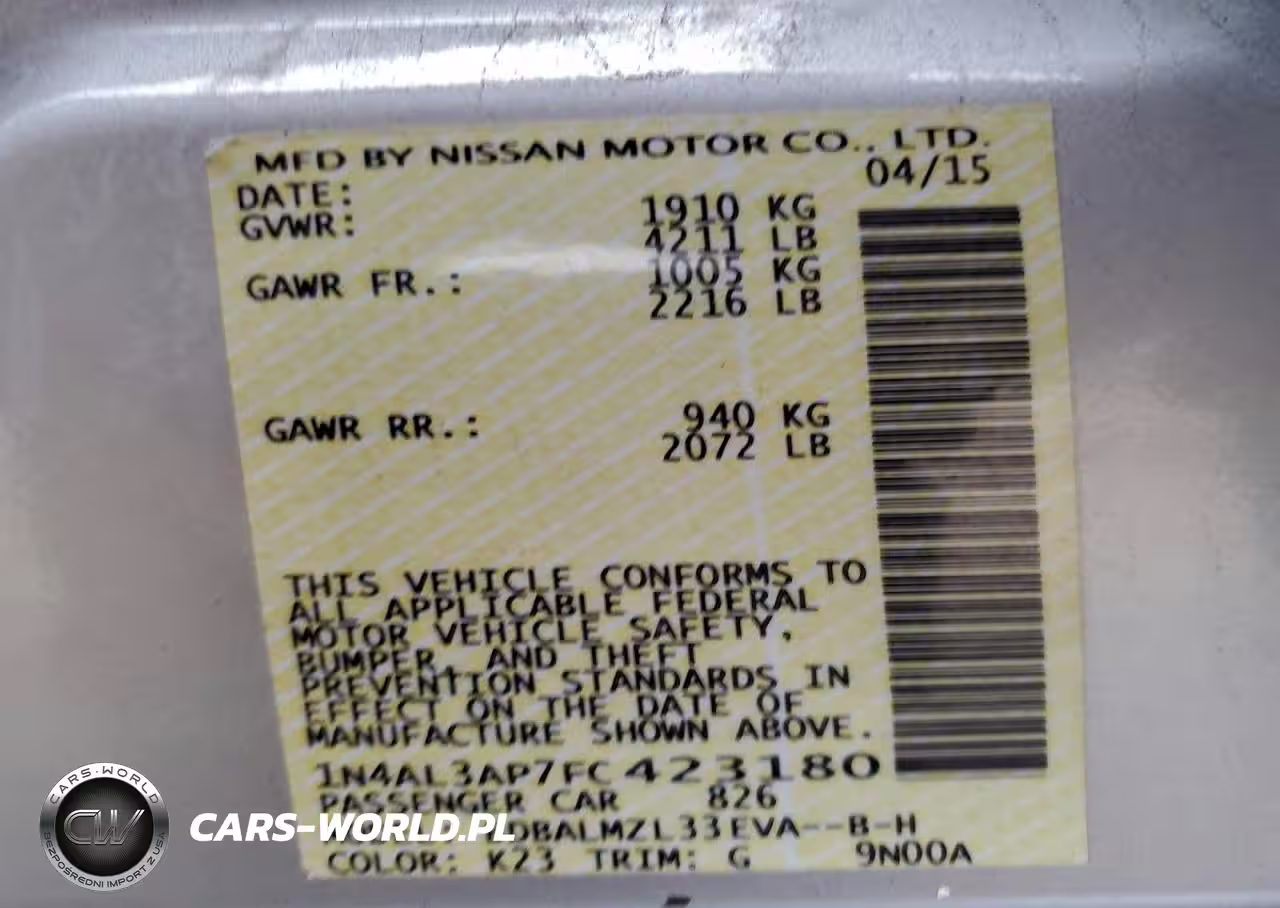 MFD BY NISSAN MOTOR CO., LTD.
DATE: 04/15
GVWR: 1910 KG
4211 LB
GAWR FR.: 1005 KG
2216 LB
GAWR RR.: 940 KG
2072 LB
THIS VEHICLE CONFORMS TO
ALL APPLICABLE FEDERAL
MOTOR VEHICLE SAFETY,
BUMPER, AND THEFT
PREVENTION STANDARDS IN
EFFECT ON THE DATE OF
MANUFACTURE SHOWN ABOVE.
1N4AL3AP7FC423180
PASSENGER CAR 826
DBALMZL33EVA--B-H
COLOR: K23 TRIM: G 9N00A
CARS-WORLD
CW
BEZPOŚREDNI IMPORT Z USA
CARS-WORLD.PL